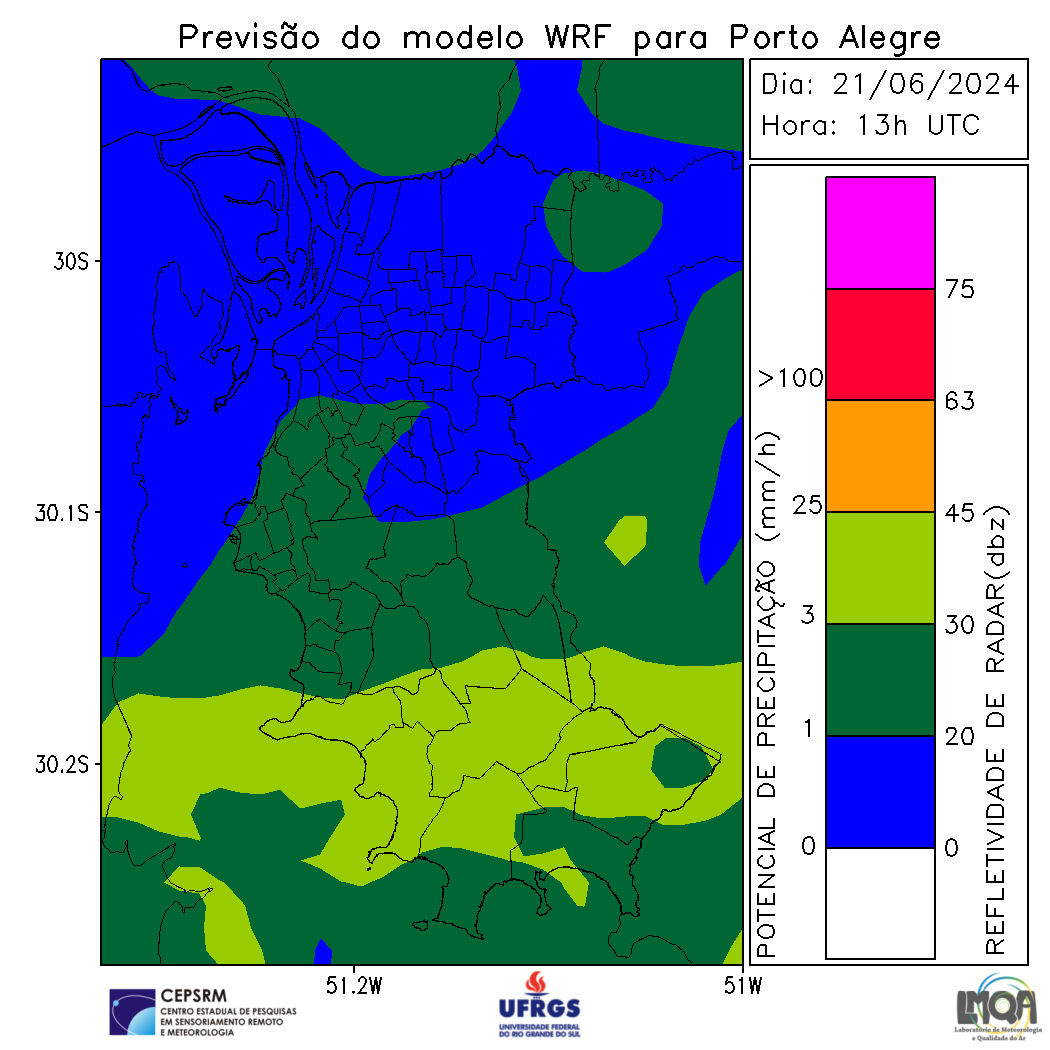 Previsão do modelo WRF para Porto Alegre
Dia: 21/06/2024
Hora: 13h UTC
30S
30.1S
30.2S
51.2W
51W
POTENCIAL DE PRECIPITAÇÃO (mm/h)
>100
25
3
1
0
75
63
45
30
20
0
REFLETIVIDADE DE RADAR(dbz)
CEPSRM
CENTRO ESTADUAL DE PESQUISAS
EM SENSORIAMENTO REMOTO
E METEOROLOGIA
UFRGS
UNIVERSIDADE FEDERAL
DO RIO GRANDE DO SUL
LMQA
Laboratório de Meteorologia
e Qualidade do Ar